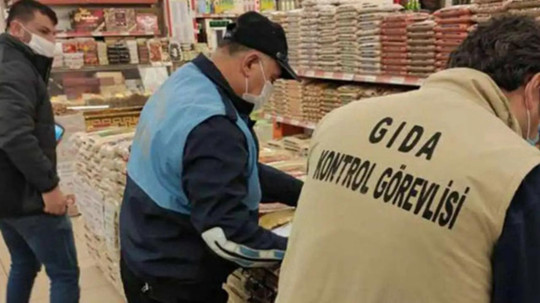 GIDA
KONTROL GÖREVLİSİ